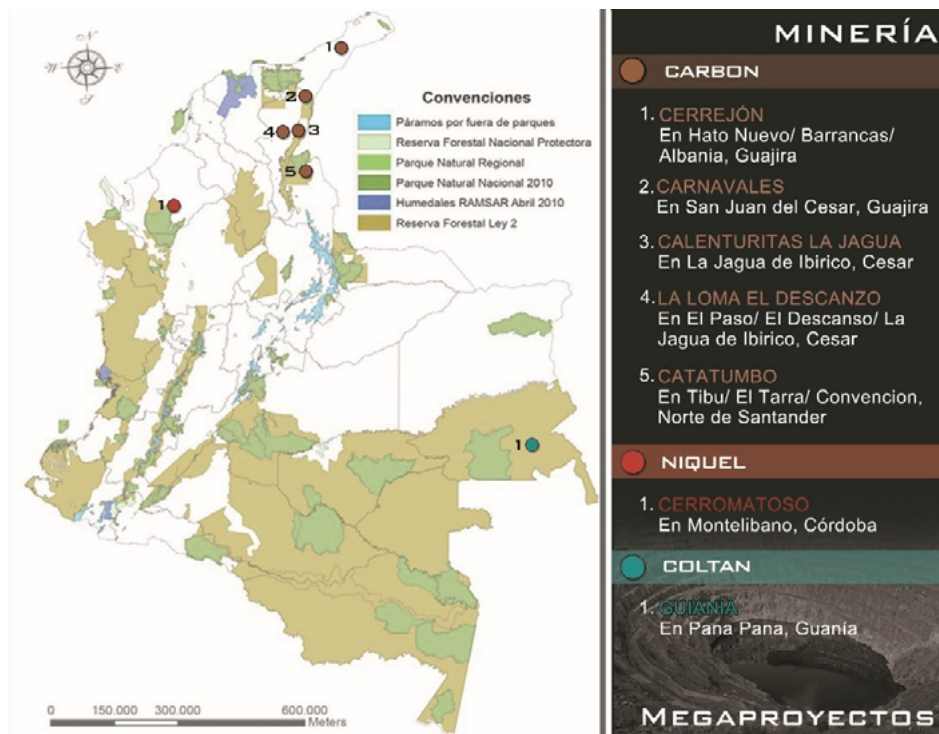 N
W
E
S
Convenciones
Páramos por fuera de parques
Reserva Forestal Nacional Protectora
Parque Natural Regional
Parque Natural Nacional 2010
Humedales RAMSAR Abril 2010
Reserva Forestal Ley 2
1
2
4
3
5
1
1
0
150.000
300.000
600.000
Meters
MINERÍA
CARBON
1. CERREJÓN
En Hato Nuevo/ Barrancas/
Albania, Guajira
2. CARNAVALES
En San Juan del Cesar, Guajira
3. CALENTURITAS LA JAGUA
En La Jagua de Ibirico, Cesar
4. LA LOMA EL DESCANZO
En El Paso/ El Descanso/ La
Jagua de Ibirico, Cesar
5. CATATUMBO
En Tibu/ El Tarra/ Convencion,
Norte de Santander
NIQUEL
1. CERROMATOSO
En Montelibano, Córdoba
COLTAN
1. GUIANÍA
En Pana Pana, Guanía
MEGAPROYECTOS